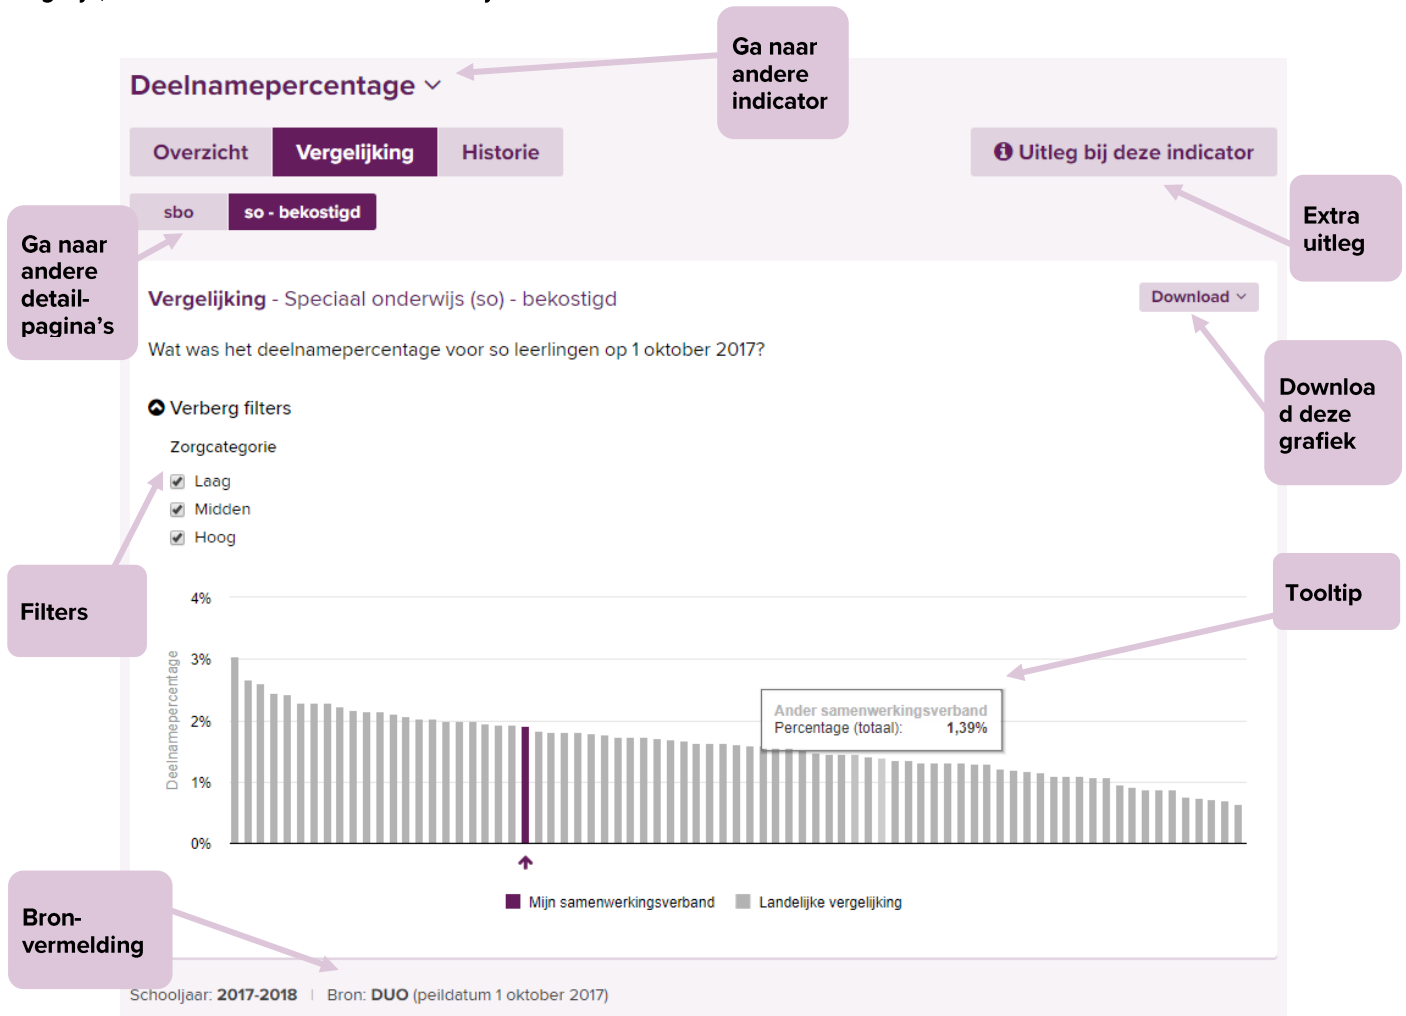 Ga naar
andere
indicator
Deelnamepercentage
Overzicht
Vergelijking
Historie
Uitleg bij deze indicator
sbo
so - bekostigd
Extra
uitleg
Ga naar
andere
detail-
pagina's
Vergelijking - Speciaal onderwijs (so) - bekostigd
Download
Wat was het deelnamepercentage voor so leerlingen op 1 oktober 2017?
Downloa
d deze
grafiek
Verberg filters
Zorgcategorie
Laag
Midden
Hoog
Filters
Tooltip
4%
3%
2%
1%
0%
Deelnamepercentage
Ander samenwerkingsverband
Percentage (totaal): 1,39%
Mijn samenwerkingsverband
Landelijke vergelijking
Bron-
vermelding
Schooljaar: 2017-2018 | Bron: DUO (peildatum 1 oktober 2017)